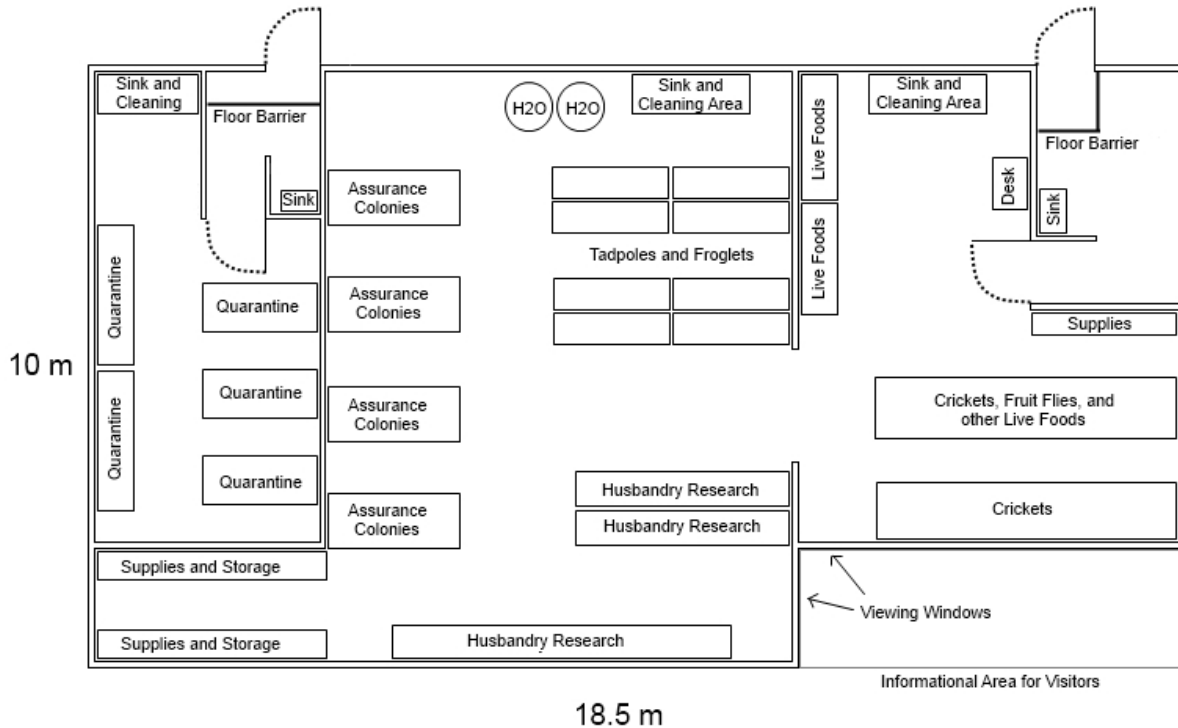 Sink and
Cleaning
Floor Barrier
Sink
H2O
H2O
Sink and
Cleaning Area
Live Foods
Sink and
Cleaning Area
Floor Barrier
Desk
Sink
Assurance
Colonies
Tadpoles and Froglets
Live Foods
Quarantine
Quarantine
Assurance
Colonies
Supplies
10 m
Quarantine
Quarantine
Assurance
Colonies
Crickets, Fruit Flies, and
other Live Foods
Quarantine
Husbandry Research
Husbandry Research
Assurance
Colonies
Crickets
Supplies and Storage
Viewing Windows
Supplies and Storage
Husbandry Research
Informational Area for Visitors
18.5 m